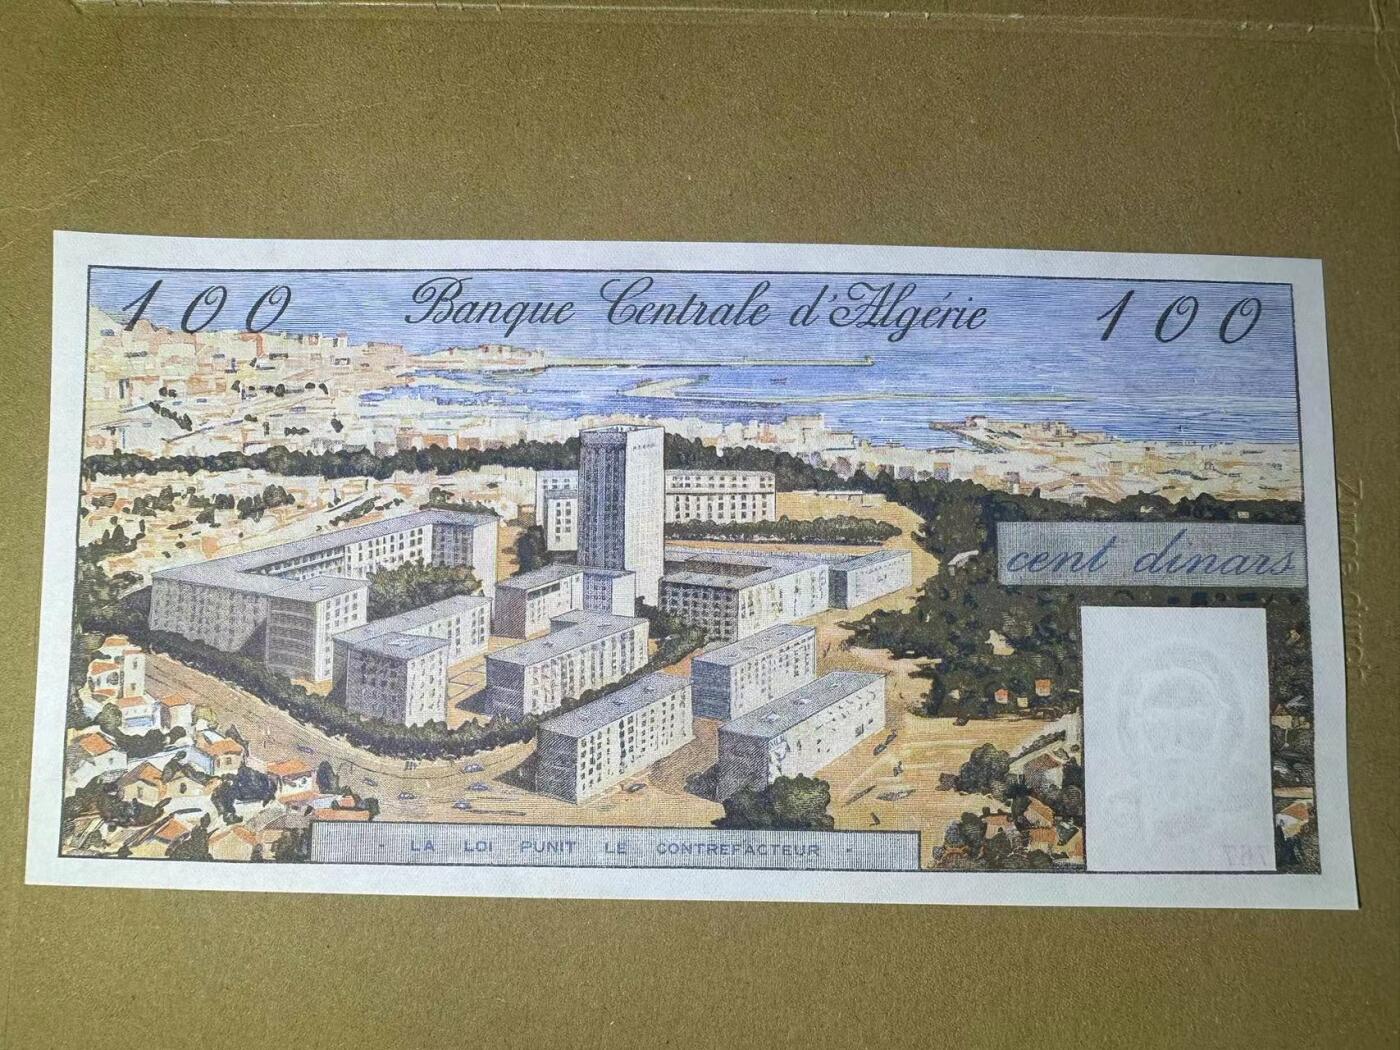 100 Banque Centrale d'Algérie 100
cent dinars
- LA LOI PUNIT LE CONTREFACTEUR -